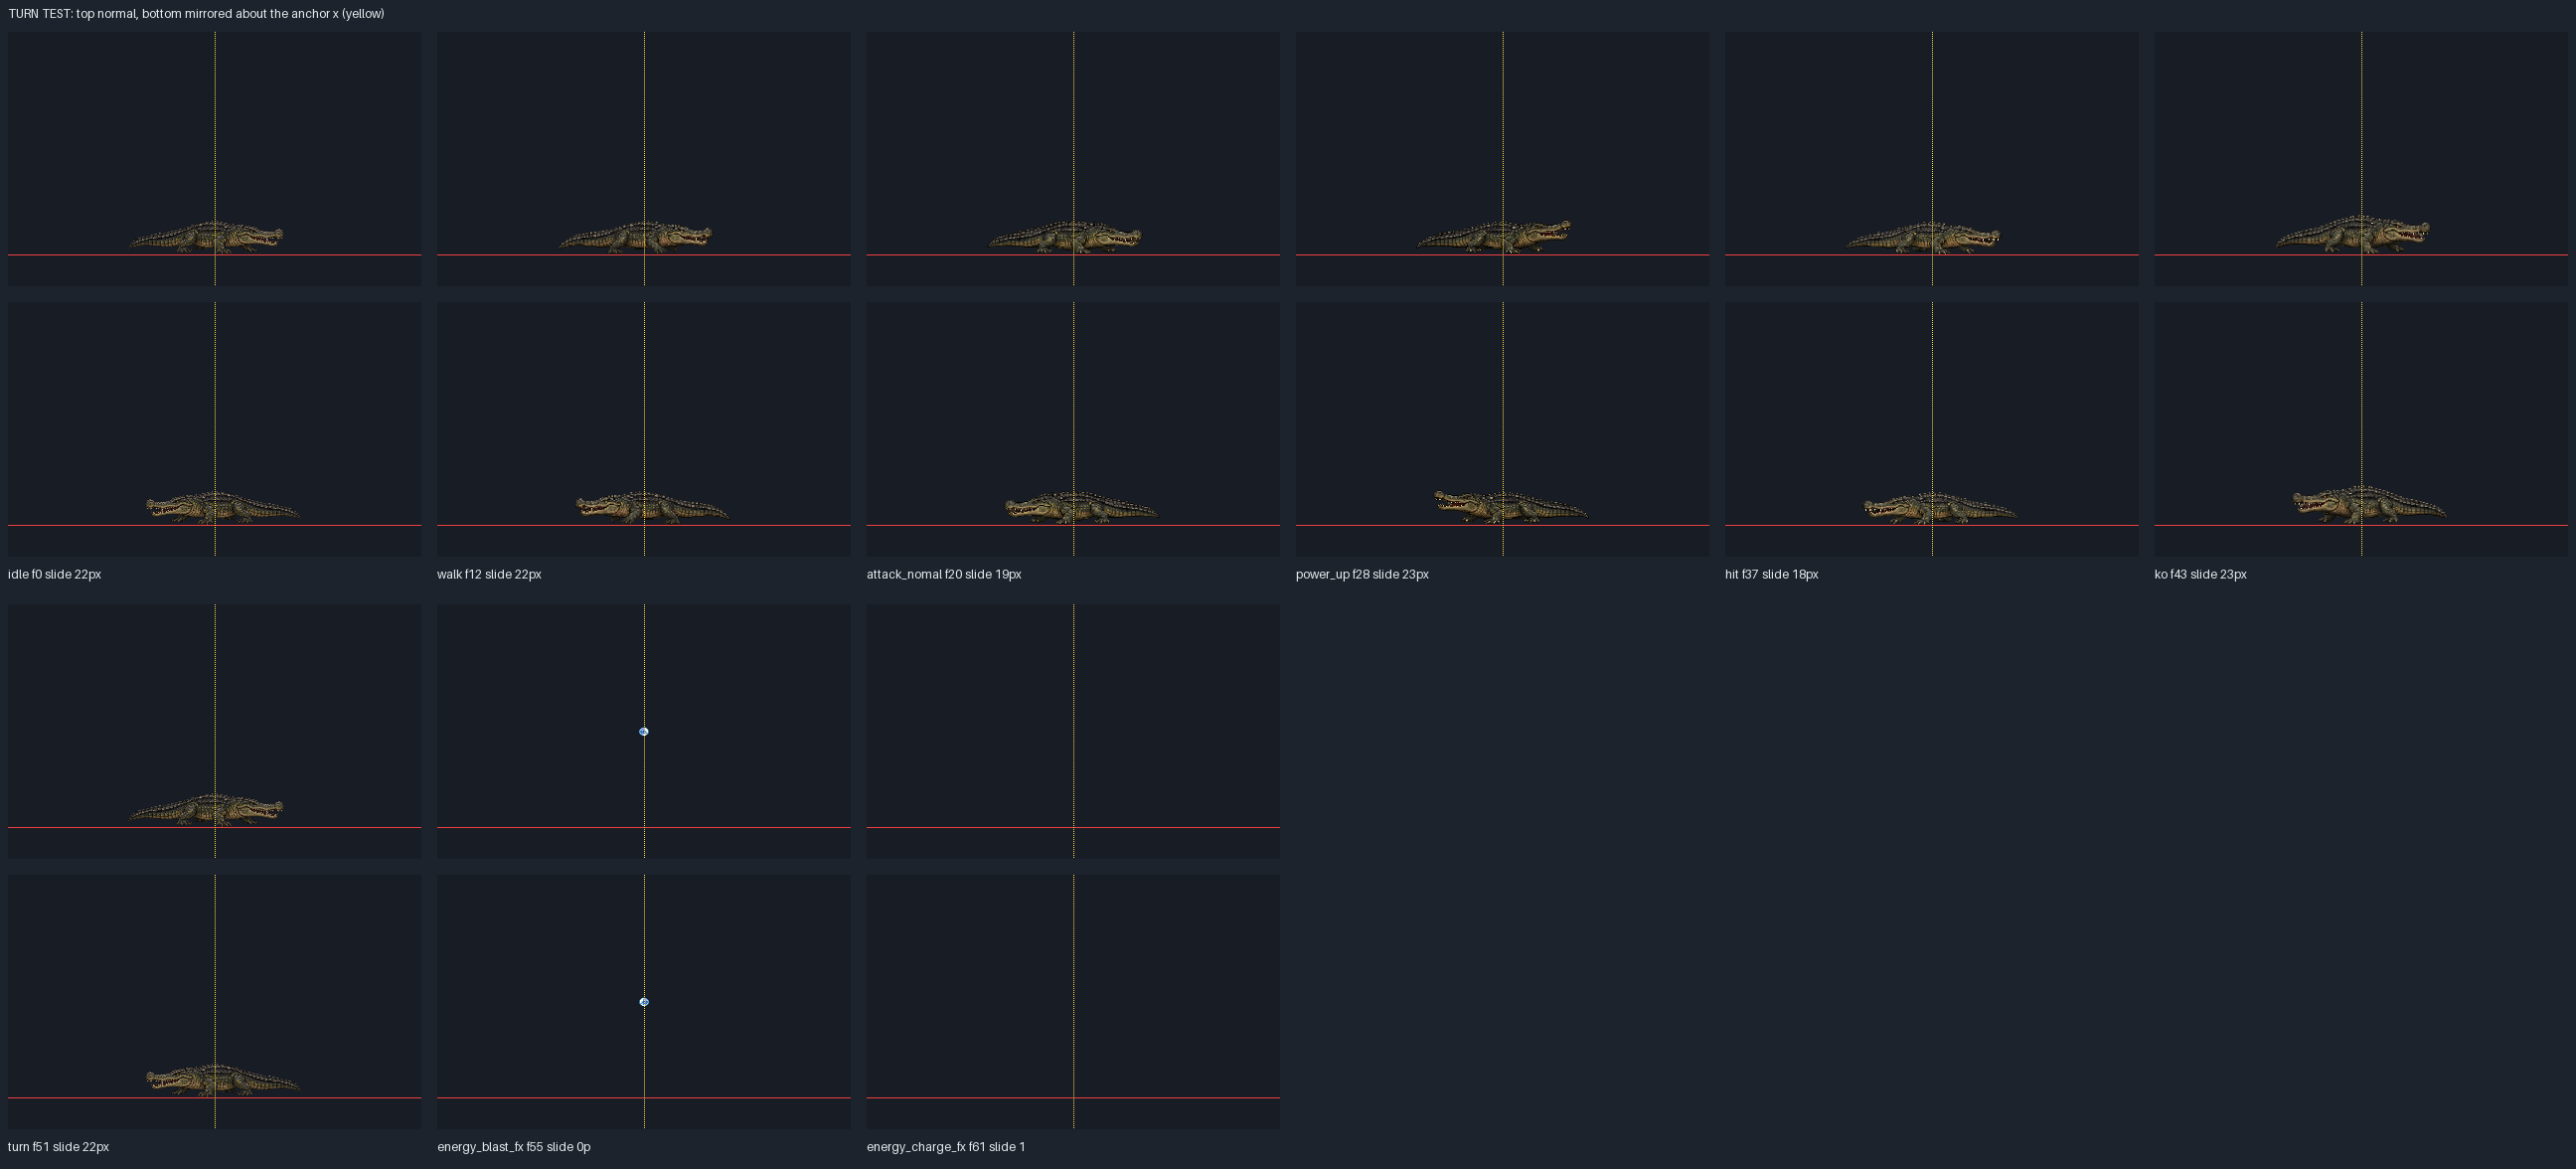 TURN TEST: top normal, bottom mirrored about the anchor x (yellow)
idle f0 slide 22px
walk f12 slide 22px
attack_nomal f20 slide 19px
power_up f28 slide 23px
hit f37 slide 18px
ko f43 slide 23px
turn f51 slide 22px
energy_blast_fx f55 slide 0p
energy_charge_fx f61 slide 1